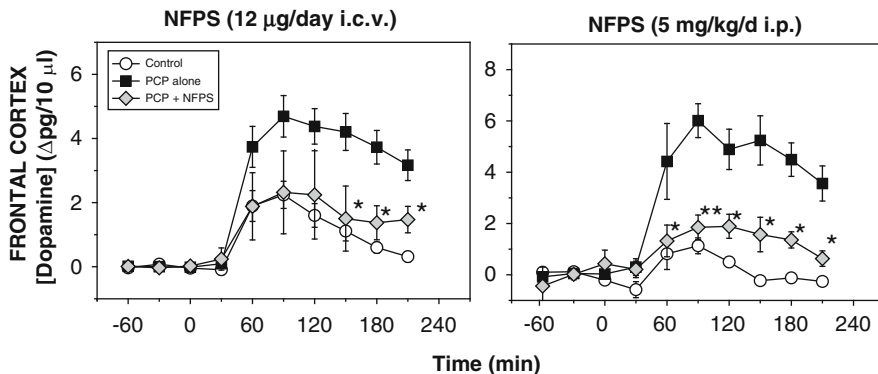 NFPS (12 μg/day i.c.v.)
NFPS (5 mg/kg/d i.p.)
FRONTAL CORTEX
[Dopamine] (Δpg/10 μl)
Control
PCP alone
PCP + NFPS
6
4
2
0
8
6
4
2
0
* * *
* ** * * * *
-60 0 60 120 180 240
-60 0 60 120 180 240
Time (min)